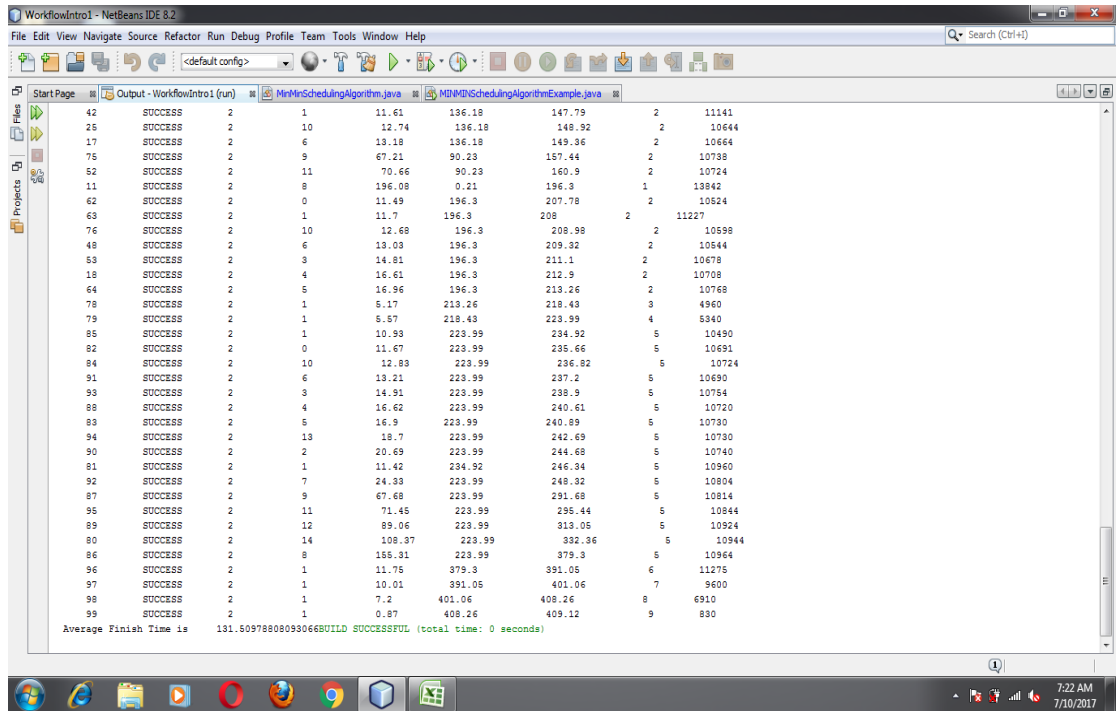 WorkflowIntro1 - NetBeans IDE 8.2
File Edit View Navigate Source Refactor Run Debug Profile Team Tools Window Help
Search (Ctrl+I)
<default config>
Files
Projects
Start Page Output - WorkflowIntro1 (run) MinMinSchedulingAlgorithm.java MINMINSchedulingAlgorithmExample.java
42 SUCCESS 2 1 11.61 136.18 147.79 2 11141
25 SUCCESS 2 10 12.74 136.18 148.92 2 10644
17 SUCCESS 2 6 13.18 136.18 149.36 2 10664
75 SUCCESS 2 9 67.21 90.23 157.44 2 10738
52 SUCCESS 2 11 70.66 90.23 160.9 2 10724
11 SUCCESS 2 8 196.08 0.21 196.3 1 13842
62 SUCCESS 2 0 11.49 196.3 207.78 2 10524
63 SUCCESS 2 1 11.7 196.3 208 2 11227
76 SUCCESS 2 10 12.68 196.3 208.98 2 10598
48 SUCCESS 2 6 13.03 196.3 209.32 2 10544
53 SUCCESS 2 3 14.81 196.3 211.1 2 10678
18 SUCCESS 2 4 16.61 196.3 212.9 2 10708
64 SUCCESS 2 5 16.96 196.3 213.26 2 10768
78 SUCCESS 2 1 5.17 213.26 218.43 3 4960
79 SUCCESS 2 1 5.57 218.43 223.99 4 5340
85 SUCCESS 2 1 10.93 223.99 234.92 5 10490
82 SUCCESS 2 0 11.67 223.99 235.66 5 10691
84 SUCCESS 2 10 12.83 223.99 236.82 5 10724
91 SUCCESS 2 6 13.21 223.99 237.2 5 10690
93 SUCCESS 2 3 14.91 223.99 238.9 5 10754
88 SUCCESS 2 4 16.62 223.99 240.61 5 10720
83 SUCCESS 2 5 16.9 223.99 240.89 5 10730
94 SUCCESS 2 13 18.7 223.99 242.69 5 10730
90 SUCCESS 2 2 20.69 223.99 244.68 5 10740
81 SUCCESS 2 1 11.42 234.92 246.34 5 10960
92 SUCCESS 2 7 24.33 223.99 248.32 5 10804
87 SUCCESS 2 9 67.68 223.99 291.68 5 10814
95 SUCCESS 2 11 71.45 223.99 295.44 5 10844
89 SUCCESS 2 12 89.06 223.99 313.05 5 10924
80 SUCCESS 2 14 108.37 223.99 332.36 5 10944
86 SUCCESS 2 8 155.31 223.99 379.3 5 10964
96 SUCCESS 2 1 11.75 379.3 391.05 6 11275
97 SUCCESS 2 1 10.01 391.05 401.06 7 9600
98 SUCCESS 2 1 7.2 401.06 408.26 8 6910
99 SUCCESS 2 1 0.87 408.26 409.12 9 830
Average Finish Time is 131.50978808093066BUILD SUCCESSFUL (total time: 0 seconds)
1
7:22 AM
7/10/2017